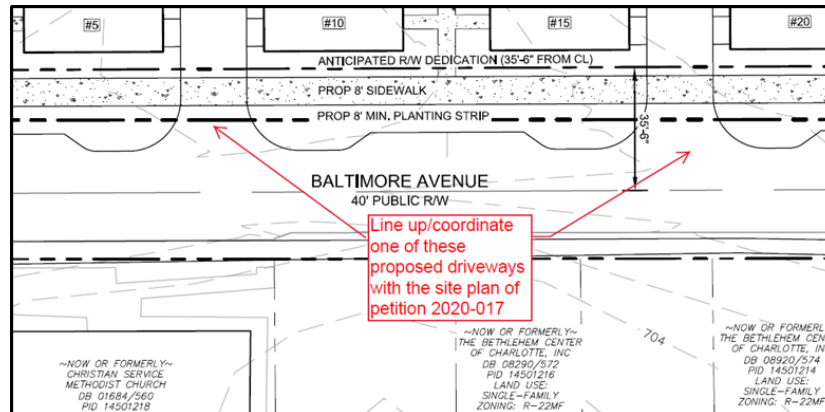 #5
#10
#15
#20
ANTICIPATED R/W DEDICATION (35'-6" FROM CL)
PROP 8' SIDEWALK
PROP 8' MIN. PLANTING STRIP
35'-6"
BALTIMORE AVENUE
40' PUBLIC R/W
Line up/coordinate
one of these
proposed driveways
with the site plan of
petition 2020-017
704
~NOW OR FORMERLY~
CHRISTIAN SERVICE
METHODIST CHURCH
DB 01684/560
PID 14501218
~NOW OR FORMERLY~
THE BETHLEHEM CENTER
OF CHARLOTTE, INC
DB 08290/572
PID 14501216
LAND USE:
SINGLE-FAMILY
ZONING: R-22MF
~NOW OR FORMERL
THE BETHLEHEM CEN
OF CHARLOTTE, IN
DB 08920/574
PID 14501214
LAND USE:
SINGLE-FAMILY
ZONING: R-22MF